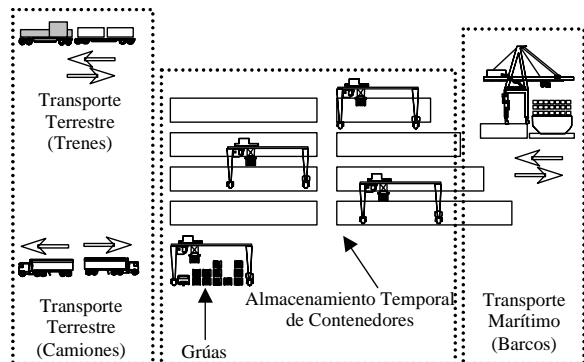 Transporte
Terrestre
(Trenes)
Transporte
Terrestre
(Camiones)
Grúas
Almacenamiento Temporal
de Contenedores
Transporte
Marítimo
(Barcos)